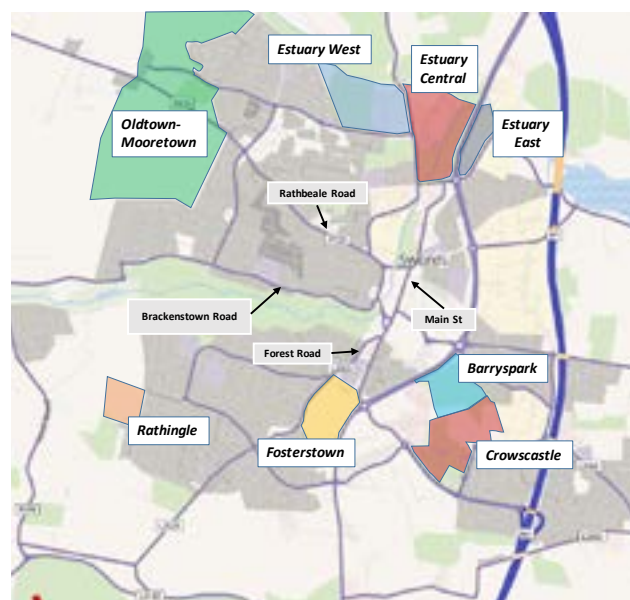 Estuary West
Estuary
Central
Estuary
East
Oldtown-
Mooretown
Rathbeale Road
Swords
Brackenstown Road
Main St
Forest Road
Barryspark
Rathingle
Fosterstown
Crowscastle